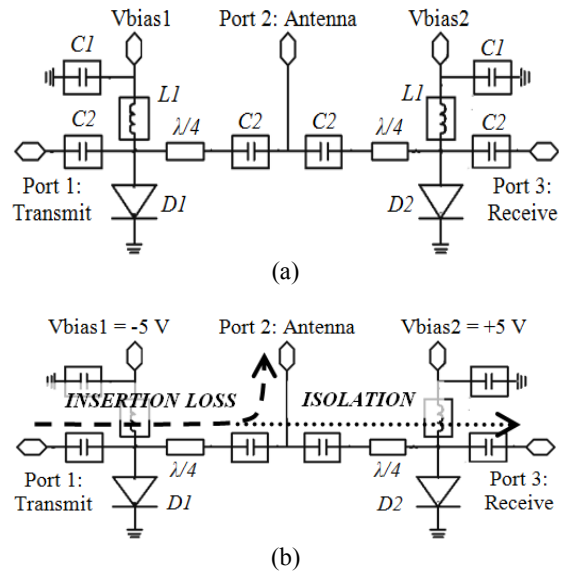 Vbias1 Port 2: Antenna Vbias2
C1 C1
L1 L1
C2 λ/4 C2 C2 λ/4 C2
Port 1: Transmit D1 D2 Port 3: Receive
(a)
Vbias1 = -5 V Port 2: Antenna Vbias2 = +5 V
INSERTION LOSS ISOLATION
λ/4 λ/4
Port 1: Transmit D1 D2 Port 3: Receive
(b)